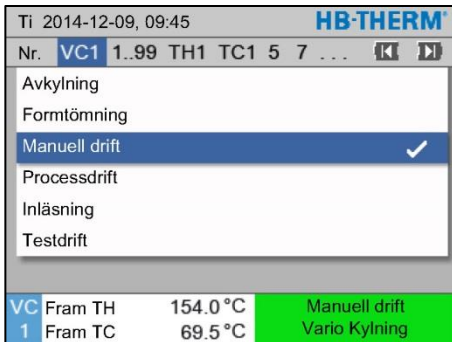 Ti 2014-12-09, 09:45 HB-THERM®
Nr. VC1 1..99 TH1 TC1 5 7 ...
Avkylning
Formtömning
Manuell drift
Processdrift
Inläsning
Testdrift
VC Fram TH 154.0 °C Manuell drift
1 Fram TC 69.5 °C Vario Kylning